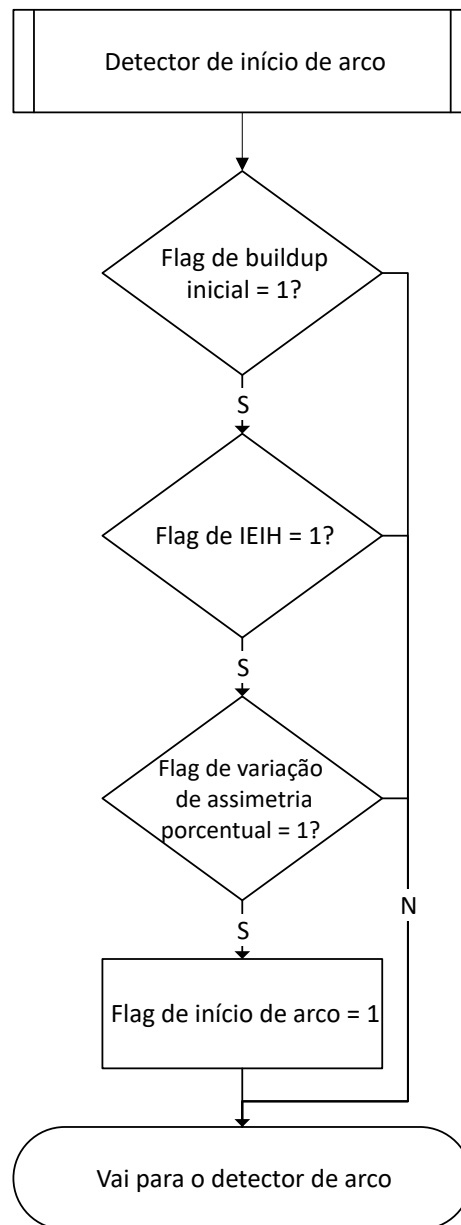 Detector de início de arco
Flag de buildup
inicial = 1?
S
Flag de IEIH = 1?
S
Flag de variação
de assimetria
porcentual = 1?
N
S
Flag de início de arco = 1
Vai para o detector de arco